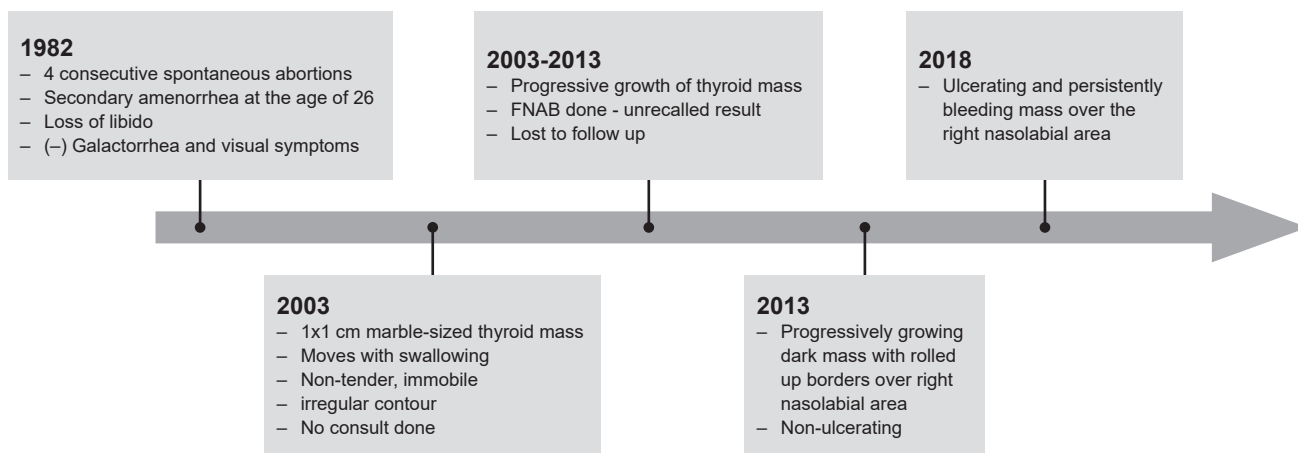 1982
– 4 consecutive spontaneous abortions
– Secondary amenorrhea at the age of 26
– Loss of libido
– (–) Galactorrhea and visual symptoms
2003
– 1x1 cm marble-sized thyroid mass
– Moves with swallowing
– Non-tender, immobile
– irregular contour
– No consult done
2003-2013
– Progressive growth of thyroid mass
– FNAB done - unrecalled result
– Lost to follow up
2013
– Progressively growing
dark mass with rolled
up borders over right
nasolabial area
– Non-ulcerating
2018
– Ulcerating and persistently
bleeding mass over the
right nasolabial area